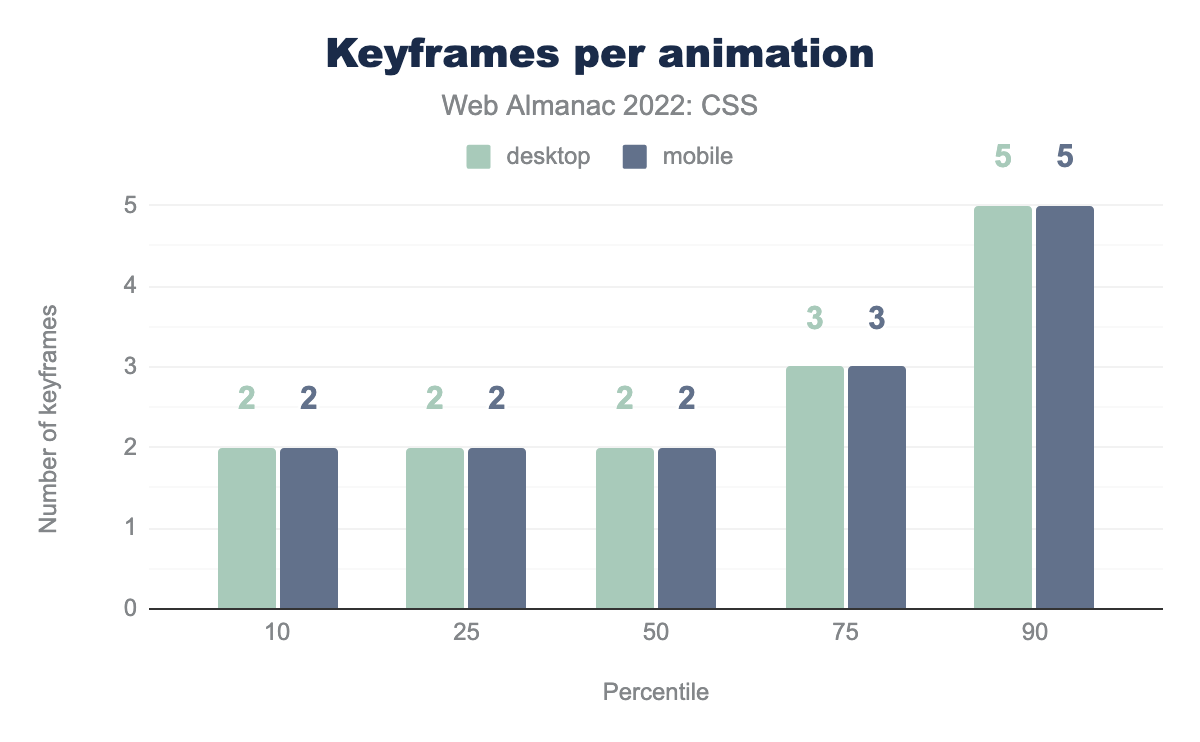 Keyframes per animation
Web Almanac 2022: CSS
desktop mobile
5 5
5
4
3 3
3
2 2 2 2 2 2
2
1
0
Number of keyframes
10 25 50 75 90
Percentile